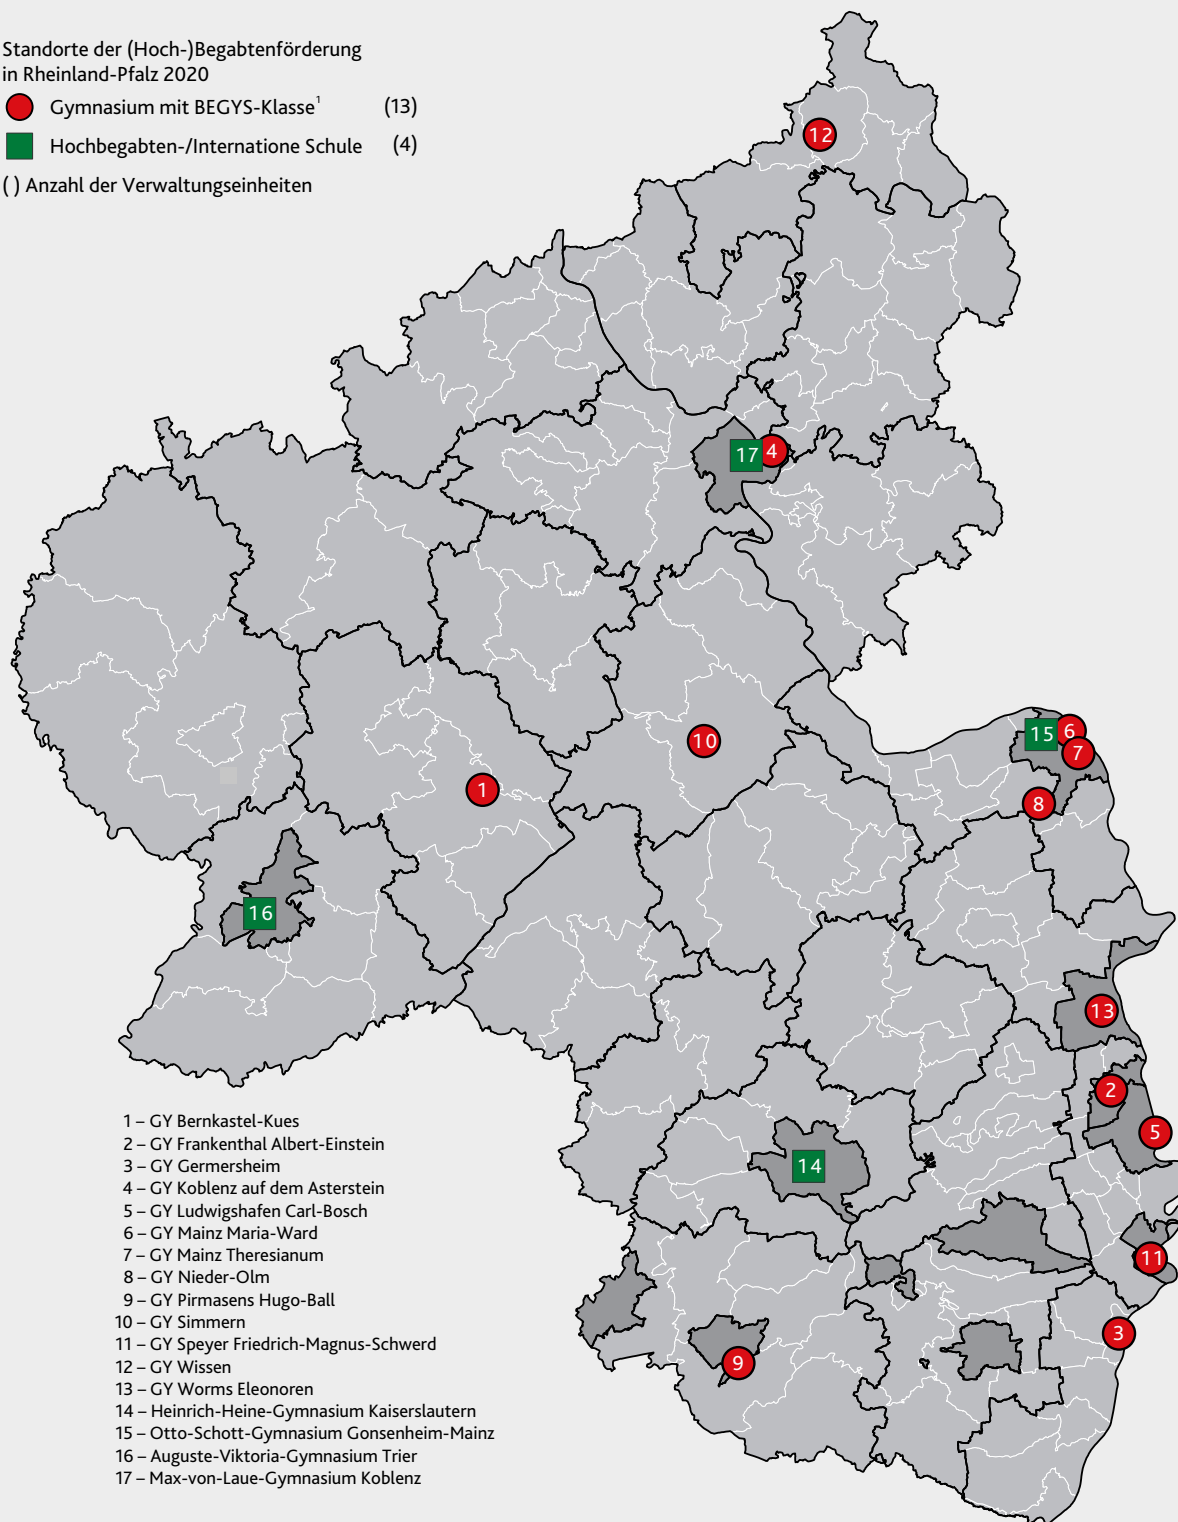 Standorte der (Hoch-)Begabtenförderung
in Rheinland-Pfalz 2020
Gymnasium mit BEGYS-Klasse¹ (13)
Hochbegabten-/Internatione Schule (4)
( ) Anzahl der Verwaltungseinheiten
12
17 4
10
15 6
7
1
8
16
13
2
5
14
11
3
9
1 – GY Bernkastel-Kues
2 – GY Frankenthal Albert-Einstein
3 – GY Germersheim
4 – GY Koblenz auf dem Asterstein
5 – GY Ludwigshafen Carl-Bosch
6 – GY Mainz Maria-Ward
7 – GY Mainz Theresianum
8 – GY Nieder-Olm
9 – GY Pirmasens Hugo-Ball
10 – GY Simmern
11 – GY Speyer Friedrich-Magnus-Schwerd
12 – GY Wissen
13 – GY Worms Eleonoren
14 – Heinrich-Heine-Gymnasium Kaiserslautern
15 – Otto-Schott-Gymnasium Gonsenheim-Mainz
16 – Auguste-Viktoria-Gymnasium Trier
17 – Max-von-Laue-Gymnasium Koblenz